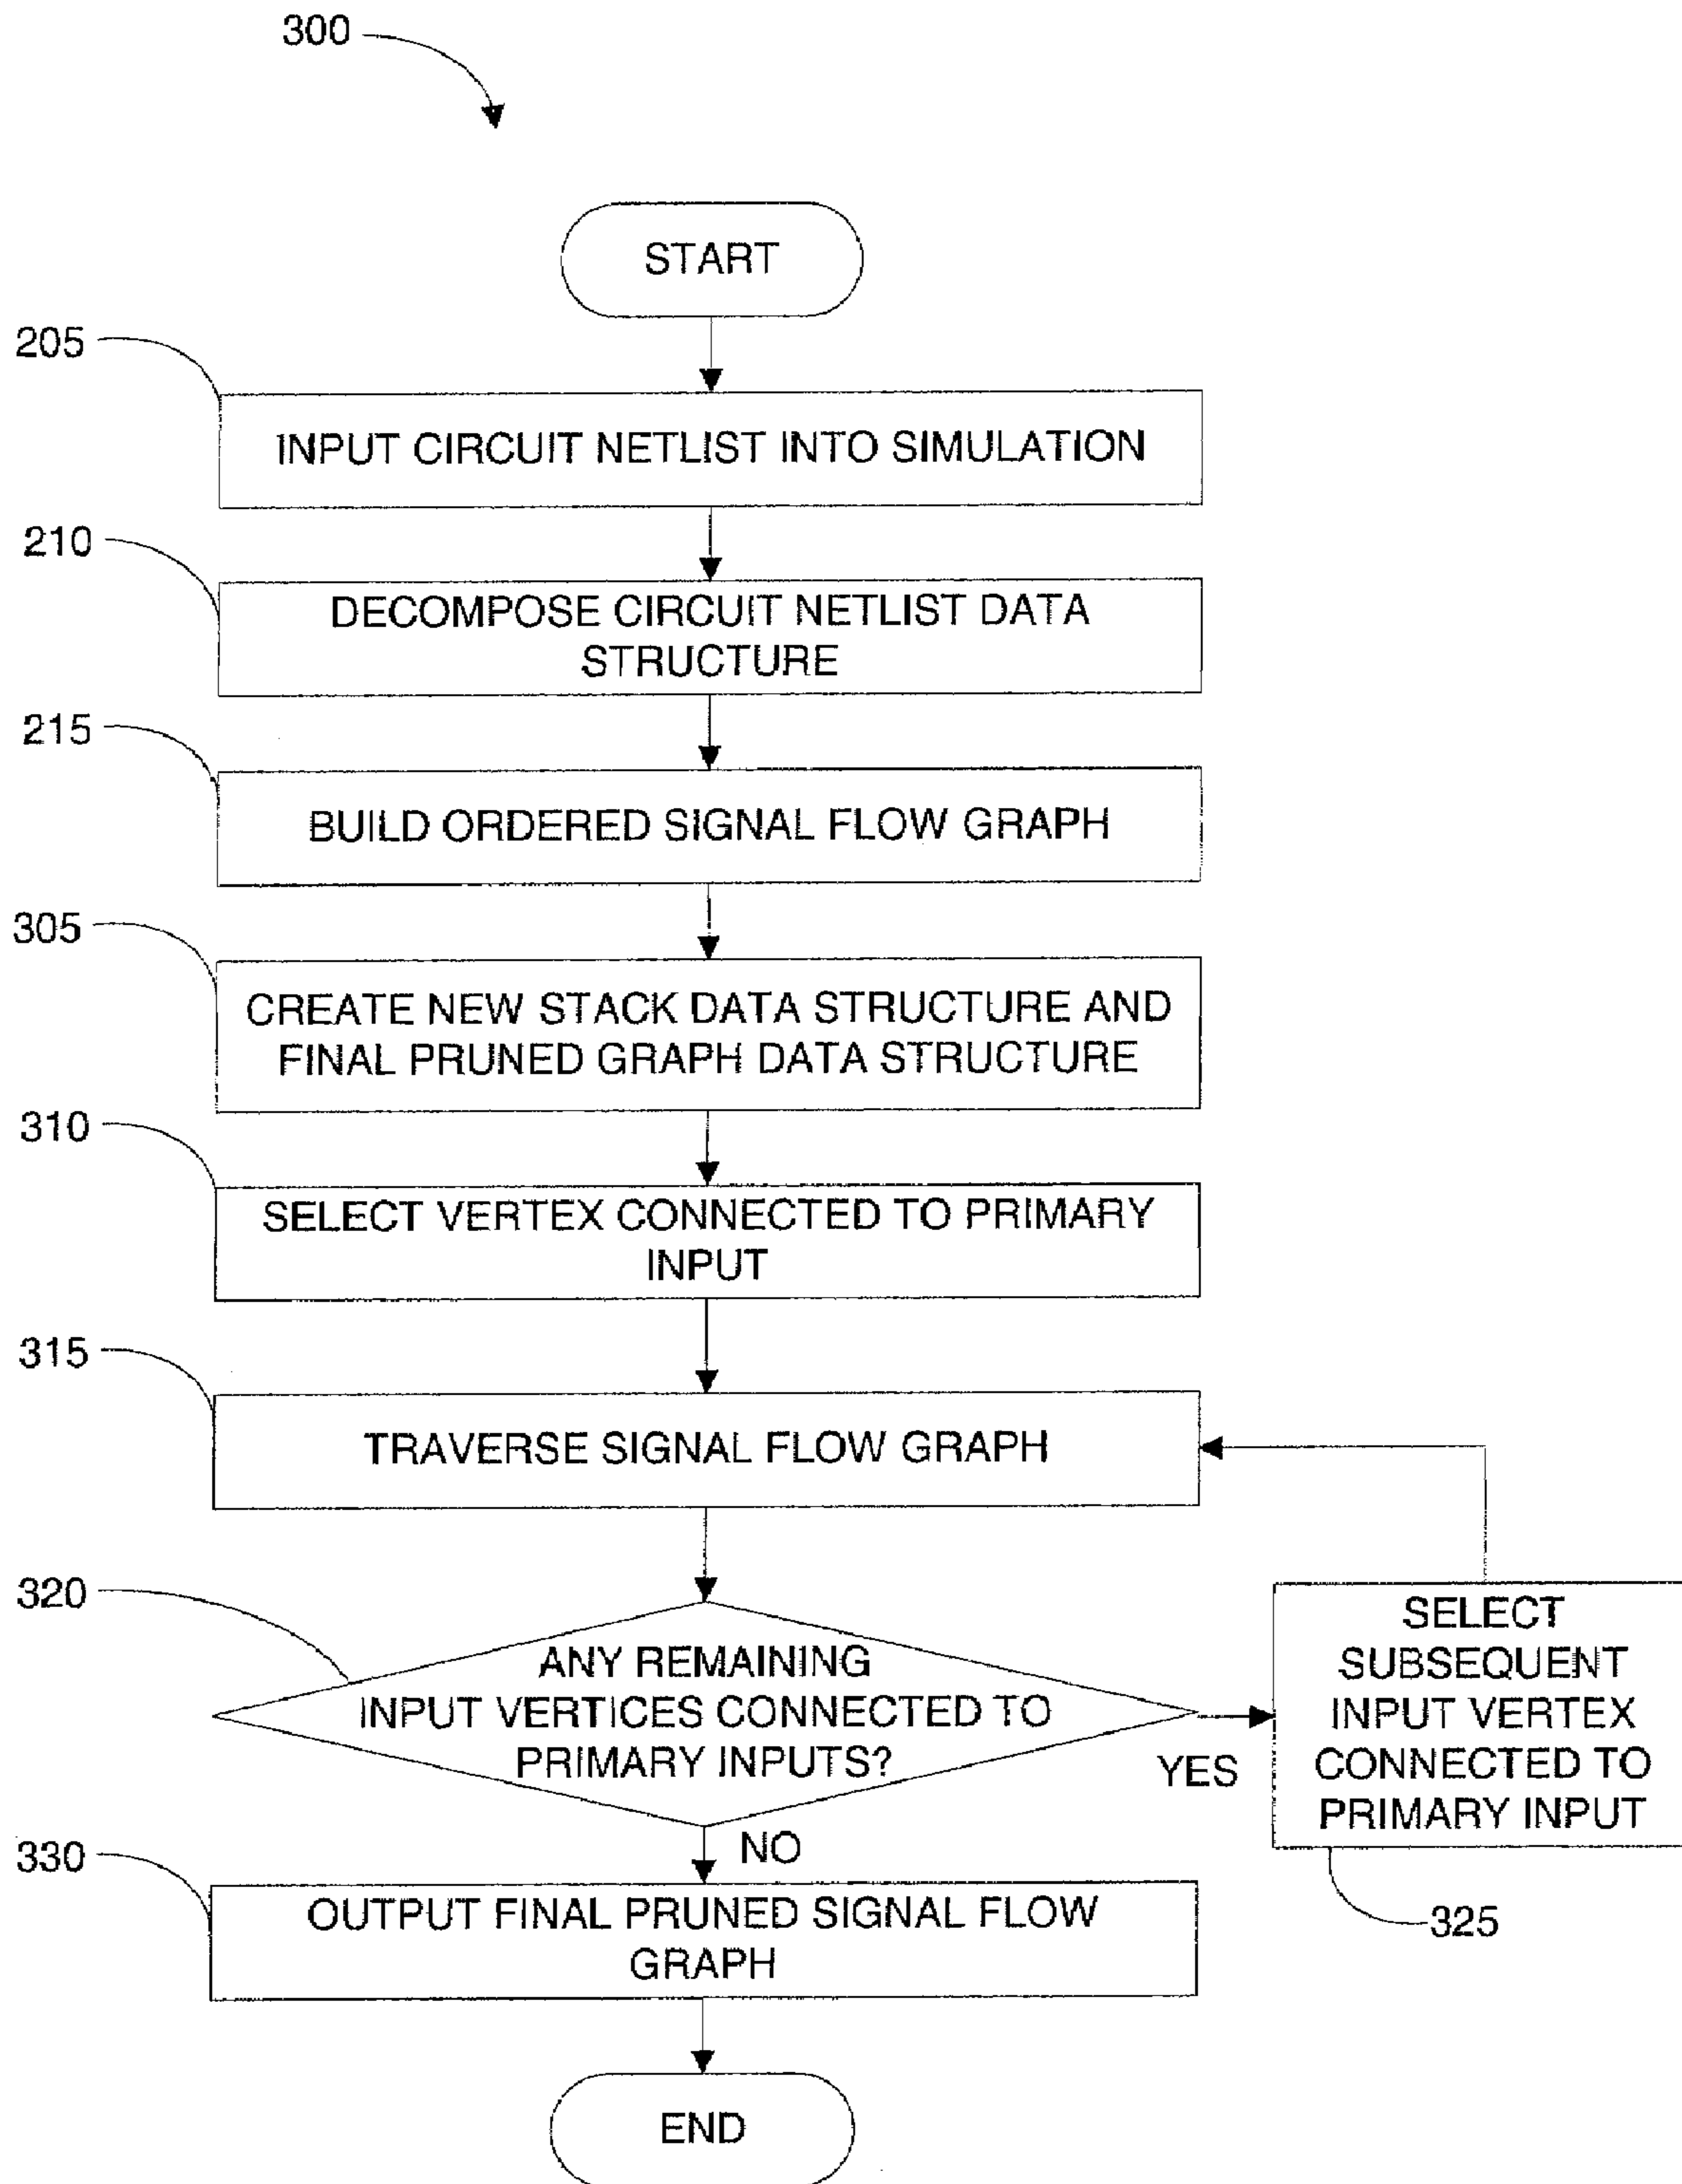 300
START
205
INPUT CIRCUIT NETLIST INTO SIMULATION
210
DECOMPOSE CIRCUIT NETLIST DATA
STRUCTURE
215
BUILD ORDERED SIGNAL FLOW GRAPH
305
CREATE NEW STACK DATA STRUCTURE AND
FINAL PRUNED GRAPH DATA STRUCTURE
310
SELECT VERTEX CONNECTED TO PRIMARY
INPUT
315
TRAVERSE SIGNAL FLOW GRAPH
320
ANY REMAINING
INPUT VERTICES CONNECTED TO
PRIMARY INPUTS?
YES
SELECT
SUBSEQUENT
INPUT VERTEX
CONNECTED TO
PRIMARY INPUT
325
NO
330
OUTPUT FINAL PRUNED SIGNAL FLOW
GRAPH
END